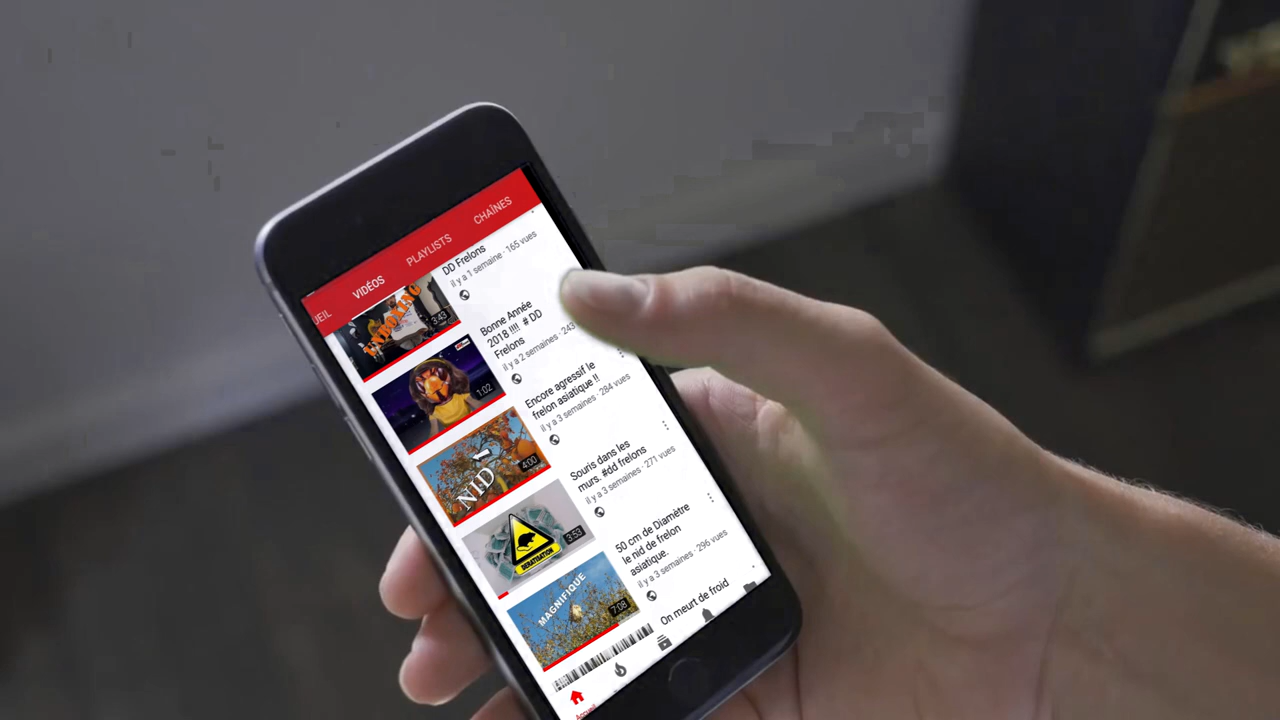 UEIL VIDÉOS PLAYLISTS CHAÎNES
DD Frelons
il y a 1 semaine · 165 vues
3:43
Bonne Année
2018 !!!! # DD
Frelons
il y a 2 semaines · 243
1:02
Encore agressif le
frelon asiatique !!
il y a 3 semaines · 284 vues
NID
4:00
Souris dans les
murs. #dd frelons
il y a 3 semaines · 271 vues
DERATISATION
3:53
50 cm de Diamétre
le nid de frelon
asiatique.
il y a 3 semaines · 296 vues
MAGNIFIQUE
7:08
On meurt de froid
Accueil